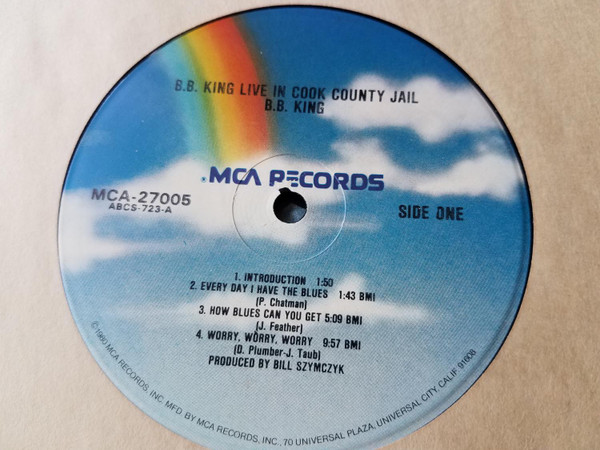 B.B. KING LIVE IN COOK COUNTY JAIL
B.B. KING
MCA RECORDS
MCA-27005
ABCS-723-A
SIDE ONE
1. INTRODUCTION 1:50
2. EVERY DAY I HAVE THE BLUES 1:43 BMI
(P. Chatman)
3. HOW BLUES CAN YOU GET 5:09 BMI
(J. Feather)
4. WORRY, WORRY, WORRY 9:57 BMI
(D. Plumber-J. Taub)
PRODUCED BY BILL SZYMCZYK
©1980 MCA RECORDS, INC. MFD. BY MCA RECORDS, INC., 70 UNIVERSAL PLAZA, UNIVERSAL CITY, CALIF. 91608